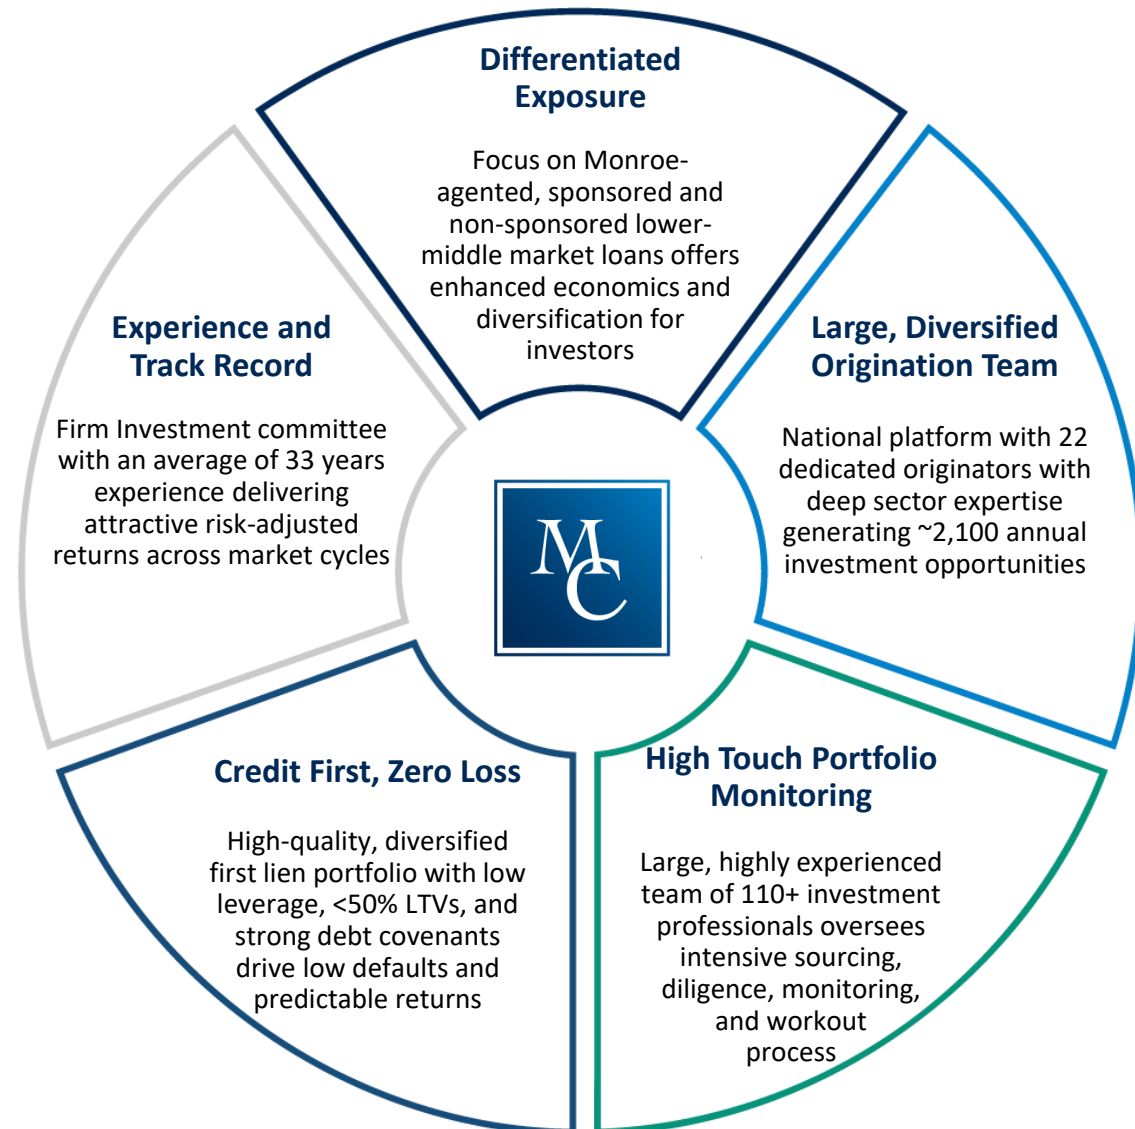 Differentiated
Exposure
Focus on Monroe-
agented, sponsored and
non-sponsored lower-
middle market loans offers
enhanced economics and
diversification for
investors
Large, Diversified
Origination Team
National platform with 22
dedicated originators with
deep sector expertise
generating ~2,100 annual
investment opportunities
High Touch Portfolio
Monitoring
Large, highly experienced
team of 110+ investment
professionals oversees
intensive sourcing,
diligence, monitoring,
and workout
process
Credit First, Zero Loss
High-quality, diversified
first lien portfolio with low
leverage, <50% LTVs, and
strong debt covenants
drive low defaults and
predictable returns
Experience and
Track Record
Firm Investment committee
with an average of 33 years
experience delivering
attractive risk-adjusted
returns across market cycles
MC